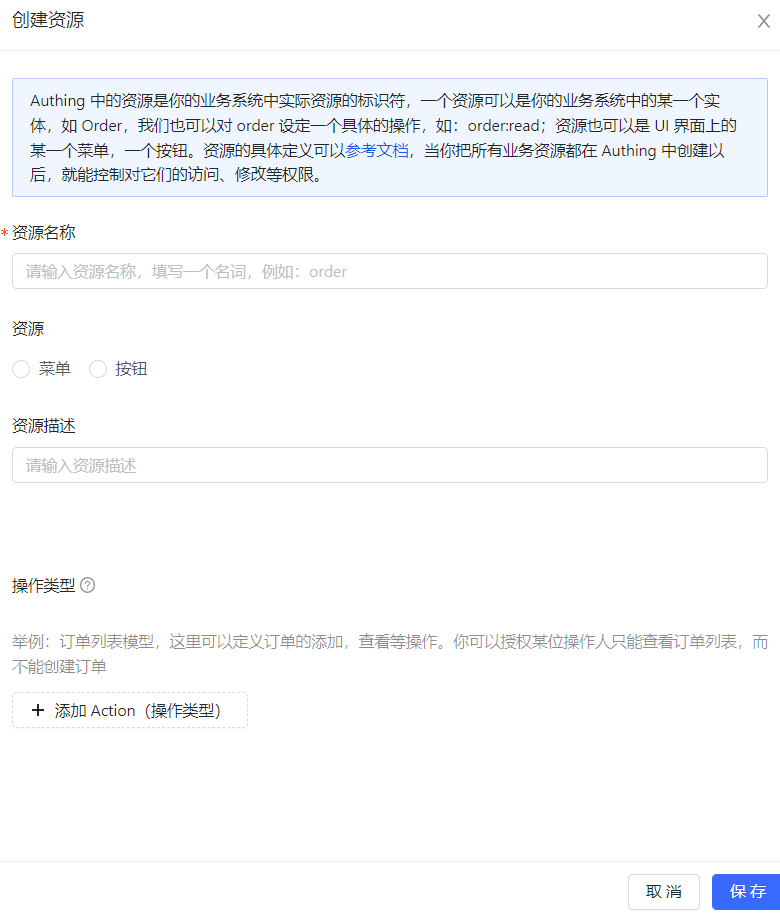 创建资源
Authing 中的资源是你的业务系统中实际资源的标识符，一个资源可以是你的业务系统中的某一个实
体，如 Order，我们也可以对 order 设定一个具体的操作，如：order:read；资源也可以是 UI 界面上的
某一个菜单，一个按钮。资源的具体定义可以参考文档，当你把所有业务资源都在 Authing 中创建以
后，就能控制对它们的访问、修改等权限。
* 资源名称
请输入资源名称，填写一个名词，例如：order
资源
菜单 按钮
资源描述
请输入资源描述
操作类型
举例：订单列表模型，这里可以定义订单的添加，查看等操作。你可以授权某位操作人只能查看订单列表，而
不能创建订单
+ 添加 Action（操作类型）
取 消 保 存